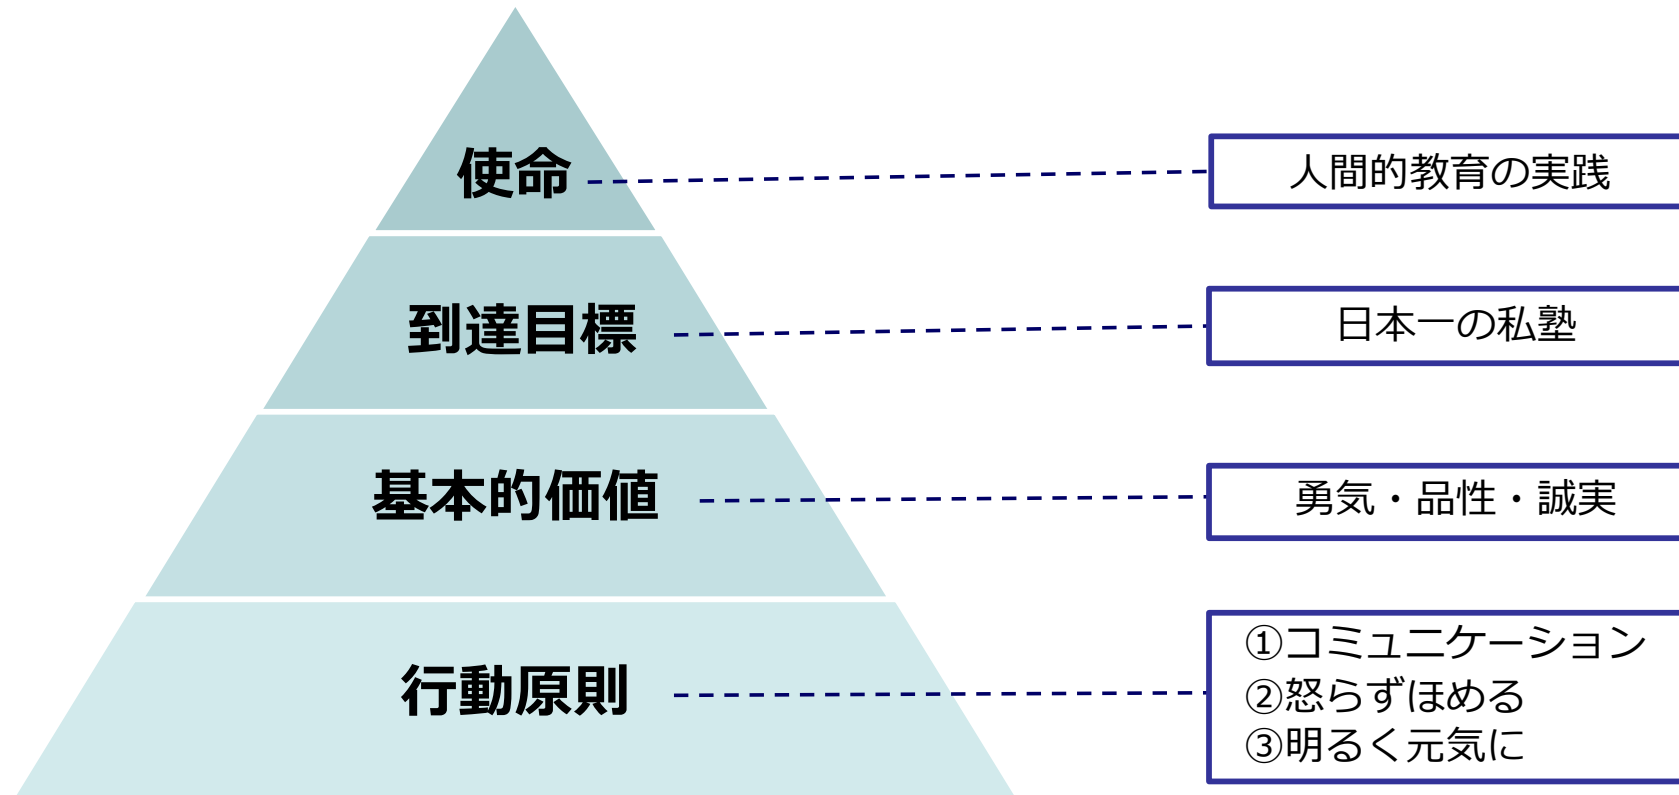 使命
人間的教育の実践
到達目標
日本一の私塾
基本的価値
勇気・品性・誠実
行動原則
①コミュニケーション
②怒らずほめる
③明るく元気に